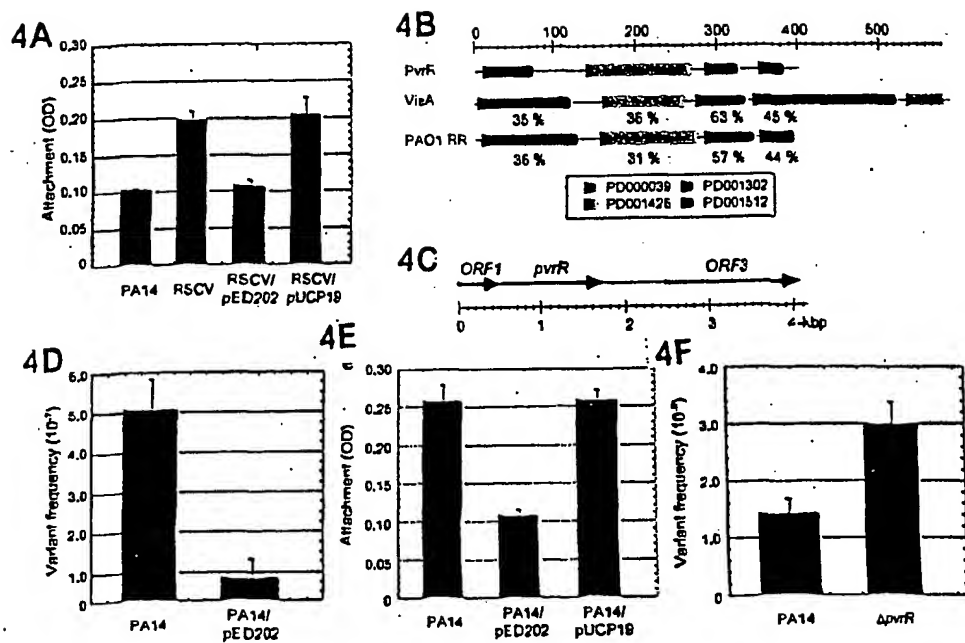 4A
Attachment (OD)
0,30
0,25
0,20
0,15
0,10
0,05
0
PA14
RSCV
RSCV/
pED202
RSCV/
pUCP19
4B
0 100 200 300 400 500
PvrR
VieA
35 % 36 % 63 % 45 %
PAO1 RR
36 % 31 % 57 % 44 %
PD000039 PD001302
PD001426 PD001512
4C
ORF1 pvrR ORF3
0 1 2 3 4 kbp
4D
Variant frequency (10⁻⁷)
6,0
5.0
4.0
3.0
2.0
1.0
0
PA14
PA14/
pED202
4E
Attachment (OD)
0,30
0,25
0,20
0,15
0,10
0,05
0
PA14
PA14/
pED202
PA14/
pUCP19
4F
Variant frequency
4.0
3.0
2.0
1.0
0
PA14
ΔpvrR